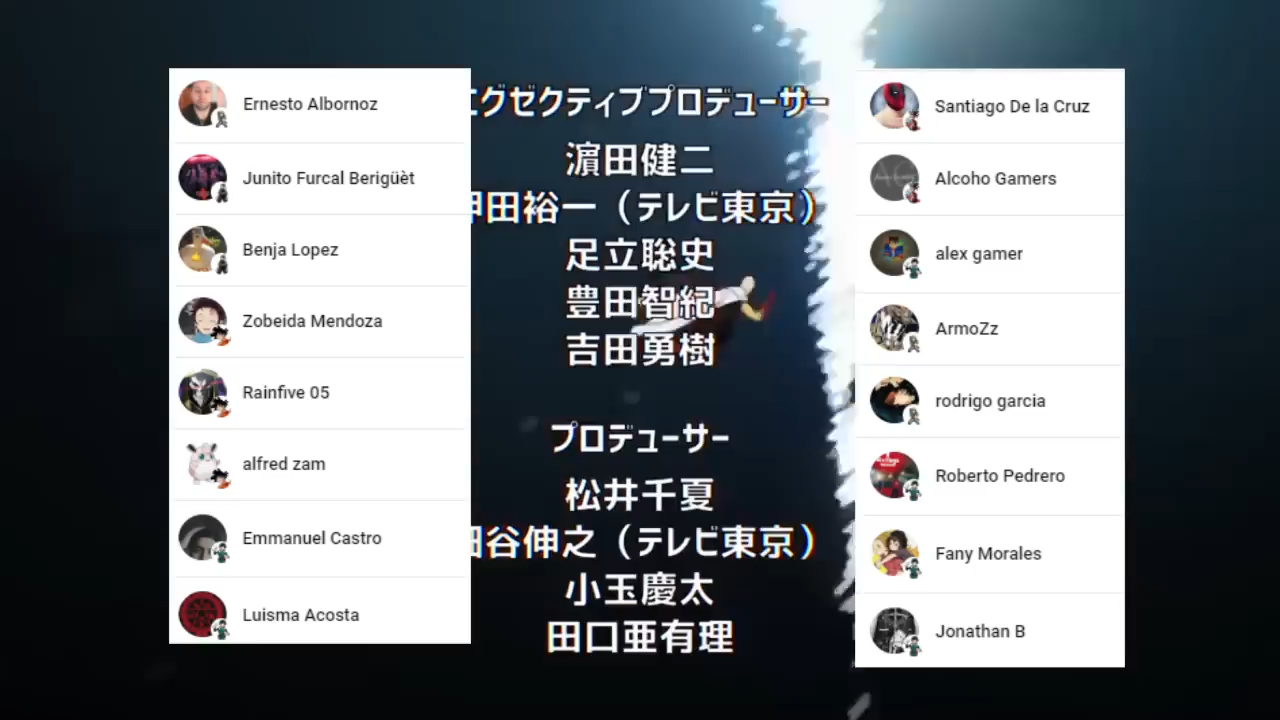 Ernesto Albornoz
Junito Furcal Berigüèt
Benja Lopez
Zobeida Mendoza
Rainfive 05
alfred zam
Emmanuel Castro
Luisma Acosta
エグゼクティブプロデューサー
濵田健二
田裕一（テレビ東京）
足立聡史
豊田智紀
吉田勇樹
プロデューサー
松井千夏
谷伸之（テレビ東京）
小玉慶太
田口亜有理
Santiago De la Cruz
Alcoho Gamers
alex gamer
ArmoZz
rodrigo garcia
Roberto Pedrero
Fany Morales
Jonathan B